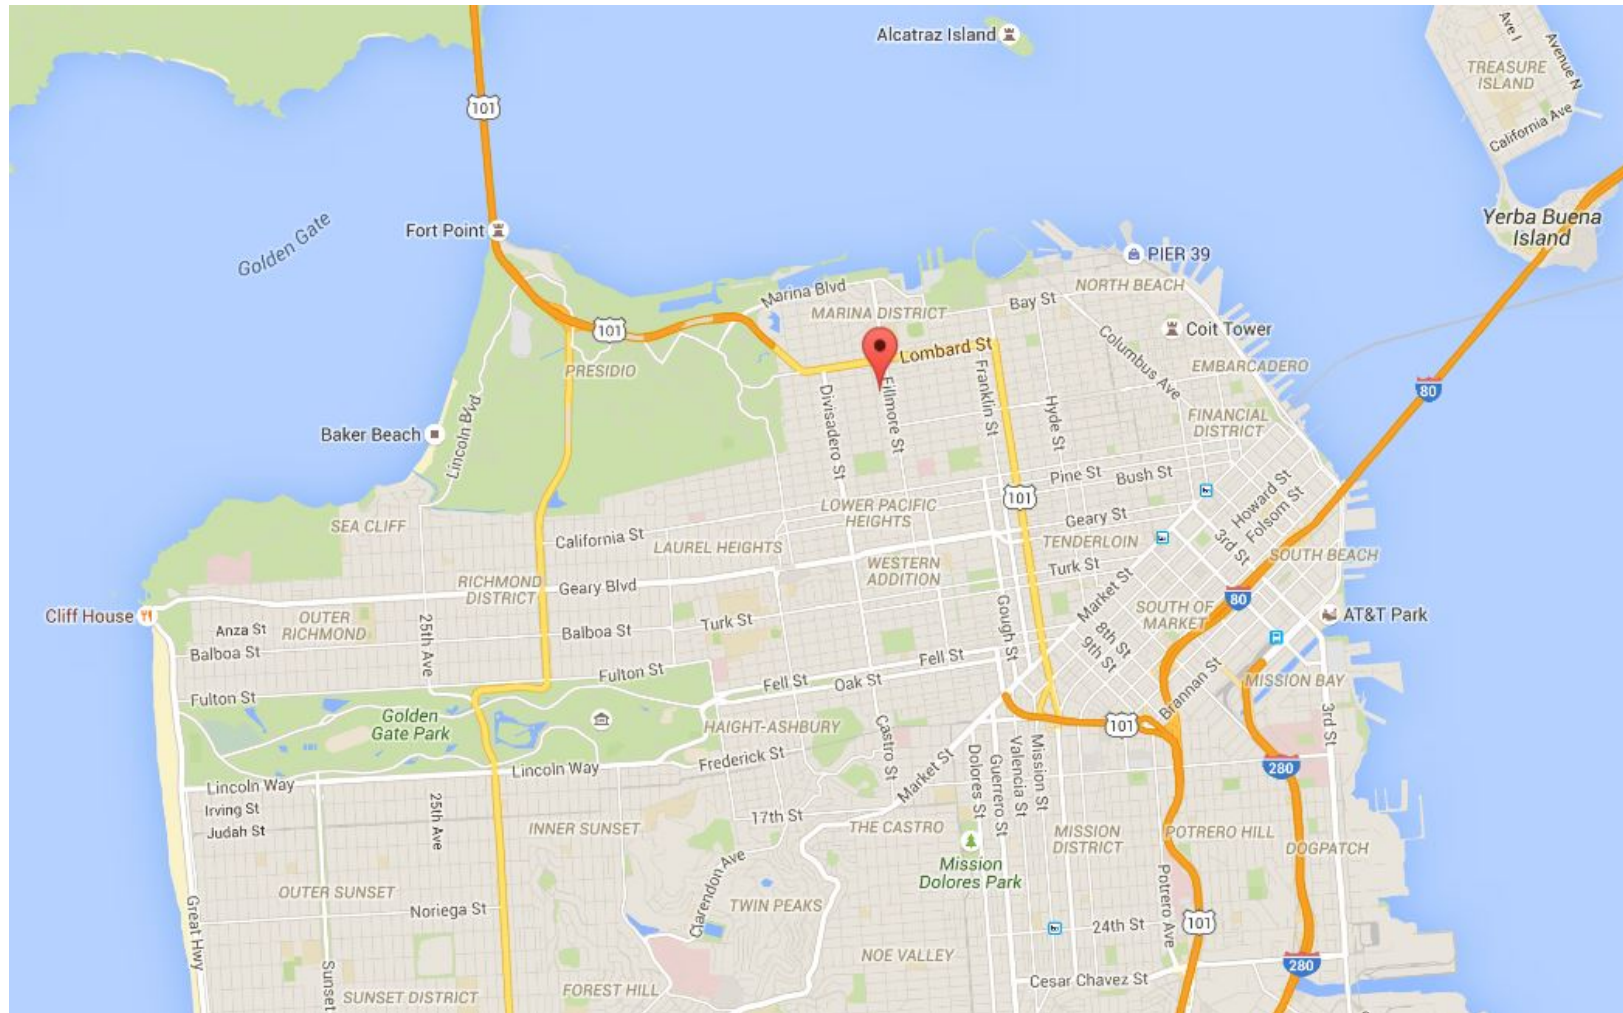 Alcatraz Island
Ave I
Avenue N
TREASURE
ISLAND
101
California Ave
Yerba Buena
Island
Golden Gate
Fort Point
PIER 39
NORTH BEACH
Marina Blvd
Bay St
MARINA DISTRICT
101
Coit Tower
Lombard St
Columbus Ave
EMBARCADERO
PRESIDIO
80
Divisadero St
Fillmore St
Franklin St
Hyde St
FINANCIAL
DISTRICT
Baker Beach
Lincoln Blvd
Pine St
Bush St
101
LOWER PACIFIC
HEIGHTS
Howard St
Folsom St
3rd St
SEA CLIFF
California St
LAUREL HEIGHTS
Geary St
TENDERLOIN
SOUTH BEACH
RICHMOND
DISTRICT
Geary Blvd
WESTERN
ADDITION
Turk St
Market St
80
Cliff House
OUTER
RICHMOND
Anza St
Balboa St
25th Ave
Balboa St
Turk St
Gough St
SOUTH OF
MARKET
8th St
9th St
AT&T Park
Fulton St
Fulton St
Fell St
Fell St
Oak St
Brannan St
MISSION BAY
Golden
Gate Park
HAIGHT-ASHBURY
Castro St
101
3rd St
Lincoln Way
Lincoln Way
Frederick St
Market St
Dolores St
Guerrero St
Valencia St
Mission St
280
Irving St
Judah St
25th Ave
INNER SUNSET
17th St
THE CASTRO
MISSION
DISTRICT
POTRERO HILL
DOGPATCH
Mission
Dolores Park
Clarendon Ave
OUTER SUNSET
TWIN PEAKS
Noriega St
Great Hwy
Potrero Ave
24th St
101
NOE VALLEY
Sunset
SUNSET DISTRICT
FOREST HILL
Cesar Chavez St
280